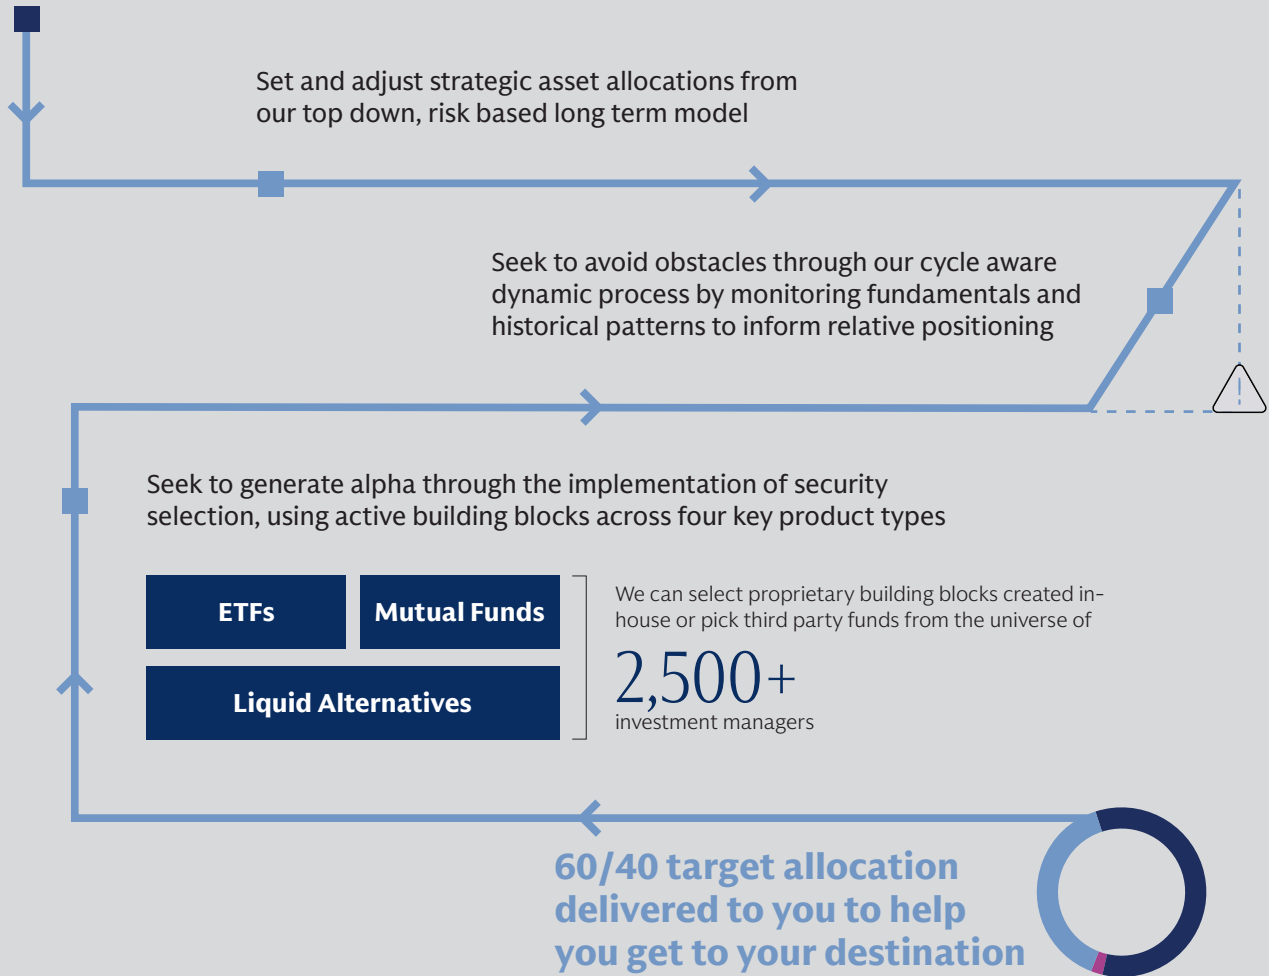 Set and adjust strategic asset allocations from
our top down, risk based long term model
Seek to avoid obstacles through our cycle aware
dynamic process by monitoring fundamentals and
historical patterns to inform relative positioning
Seek to generate alpha through the implementation of security
selection, using active building blocks across four key product types
ETFs
Mutual Funds
Liquid Alternatives
We can select proprietary building blocks created in-
house or pick third party funds from the universe of
2,500+
investment managers
60/40 target allocation
delivered to you to help
you get to your destination